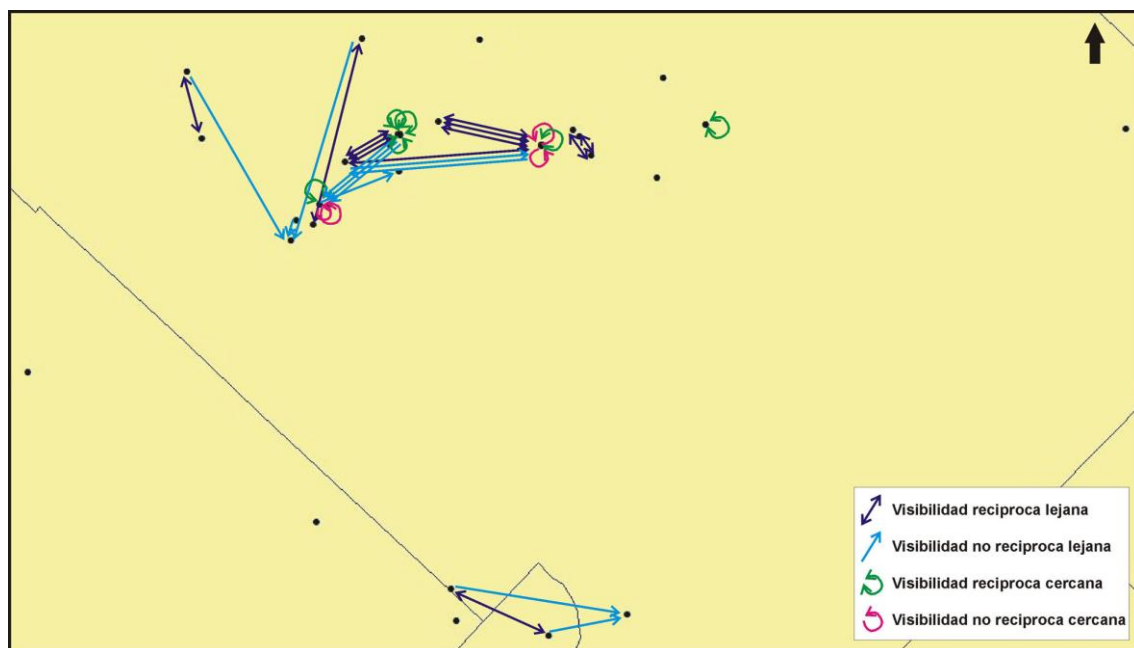 Visibilidad reciproca lejana
Visibilidad no reciproca lejana
Visibilidad reciproca cercana
Visibilidad no reciproca cercana